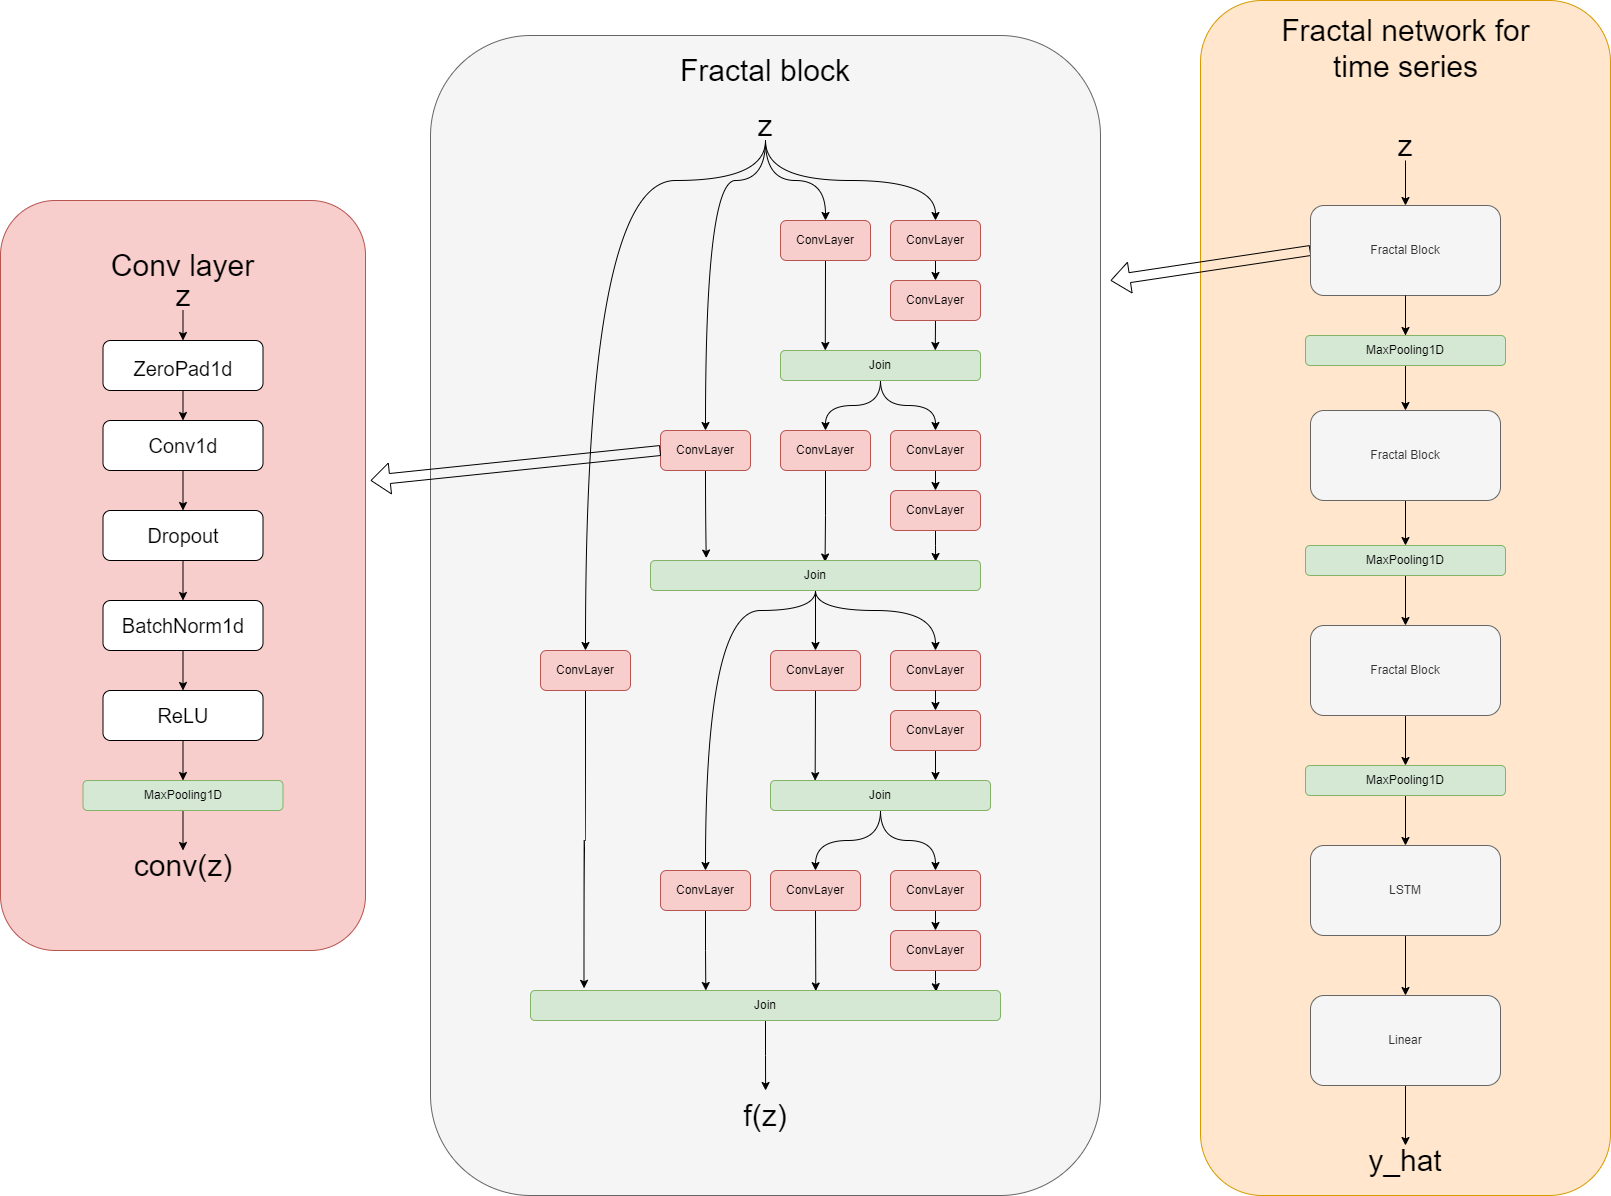 Conv layer
z
ZeroPad1d
Conv1d
Dropout
BatchNorm1d
ReLU
MaxPooling1D
conv(z)
Fractal block
z
ConvLayer
ConvLayer
ConvLayer
Join
ConvLayer
ConvLayer
ConvLayer
ConvLayer
Join
ConvLayer
ConvLayer
ConvLayer
ConvLayer
Join
ConvLayer
ConvLayer
ConvLayer
ConvLayer
Join
f(z)
Fractal network for
time series
z
Fractal Block
MaxPooling1D
Fractal Block
MaxPooling1D
Fractal Block
MaxPooling1D
LSTM
Linear
y_hat